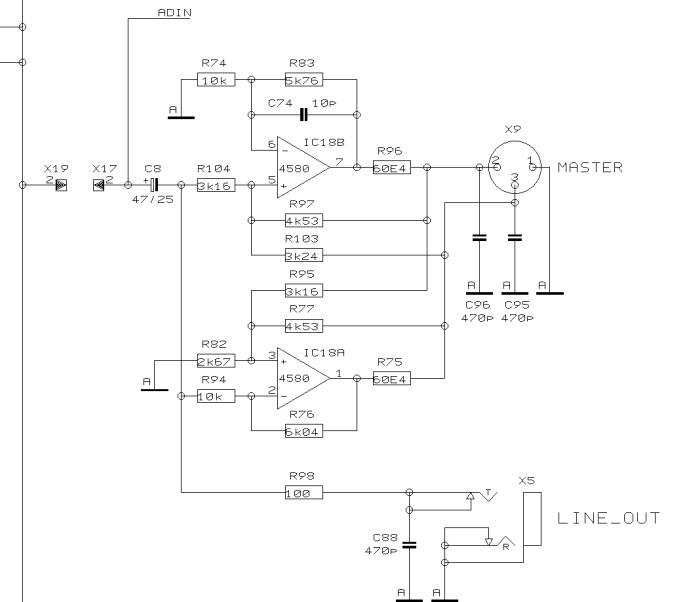 ADIN
R74 R83
10k 5k76
A C74 10p
X9
6 - IC18B
7 R96 2 1
X19 X17 C8 R104 4580 60E4 MASTER
2 2 + 3k16 5 + 3
47/25 R97
4k53
R103
3k24
R95 A A A
3k16 C96 C95
R77 470p 470p
4k53
R82 IC18A
2k67 3 + R75
A R94 4580 1 60E4
10k 2 -
R76
6k04
R98 X5
100 T
LINE_OUT
C88
470p R
A A